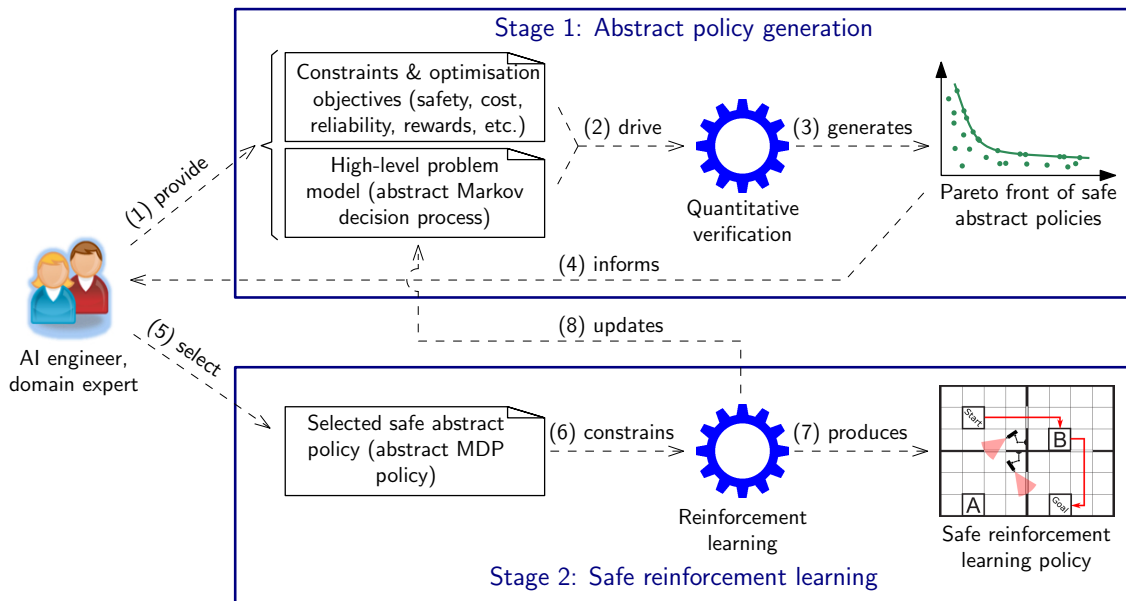 Stage 1: Abstract policy generation
Constraints & optimisation
objectives (safety, cost,
reliability, rewards, etc.)
High-level problem
model (abstract Markov
decision process)
(1) provide
(2) drive
Quantitative
verification
(3) generates
Pareto front of safe
abstract policies
(4) informs
AI engineer,
domain expert
(5) select
(8) updates
Selected safe abstract
policy (abstract MDP
policy)
(6) constrains
Reinforcement
learning
(7) produces
Start
B
A
Goal
Safe reinforcement
learning policy
Stage 2: Safe reinforcement learning